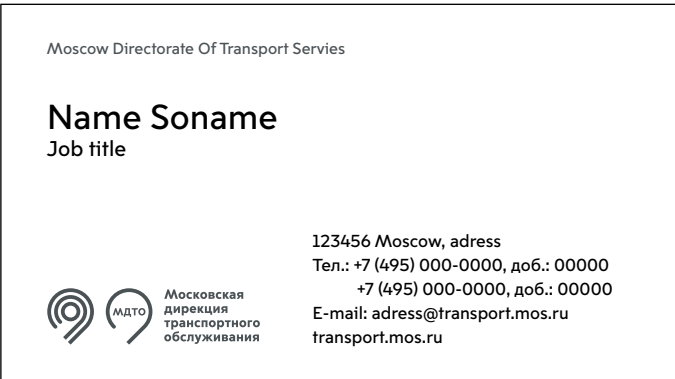 Moscow Directorate Of Transport Servies
Name Soname
Job title
123456 Moscow, adress
Тел.: +7 (495) 000-0000, доб.: 00000
+7 (495) 000-0000, доб.: 00000
E-mail: adress@transport.mos.ru
transport.mos.ru
МДТО
Московская
дирекция
транспортного
обслуживания